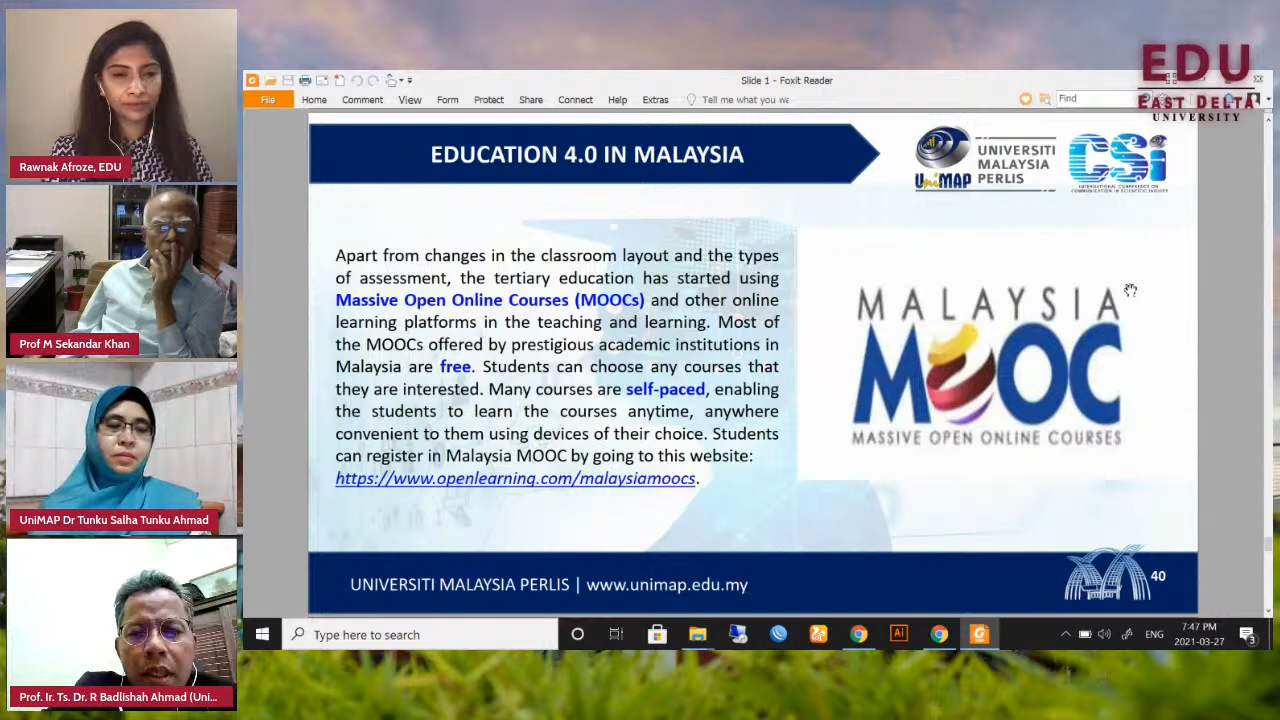 Rawnak Afroze, EDU
Prof M Sekandar Khan
UniMAP Dr Tunku Salha Tunku Ahmad
Prof. Ir. Ts. Dr. R Badlishah Ahmad (Uni...
EDU
EAST DELTA
UNIVERSITY
Slide 1 - Foxit Reader
File Home Comment View Form Protect Share Connect Help Extras Tell me what you wa
Find
EDUCATION 4.0 IN MALAYSIA
UniMAP
UNIVERSITI
MALAYSIA
PERLIS
CSi
INTERNATIONAL CONFERENCE ON
COMMUNICATION IN SCIENTIFIC INQUIRY
Apart from changes in the classroom layout and the types
of assessment, the tertiary education has started using
Massive Open Online Courses (MOOCs) and other online
learning platforms in the teaching and learning. Most of
the MOOCs offered by prestigious academic institutions in
Malaysia are free. Students can choose any courses that
they are interested. Many courses are self-paced, enabling
the students to learn the courses anytime, anywhere
convenient to them using devices of their choice. Students
can register in Malaysia MOOC by going to this website:
https://www.openlearning.com/malaysiamoocs.
MALAYSIA
MOOC
MASSIVE OPEN ONLINE COURSES
UNIVERSITI MALAYSIA PERLIS | www.unimap.edu.my
40
Type here to search
Ai
ENG
7:47 PM
2021-03-27
3